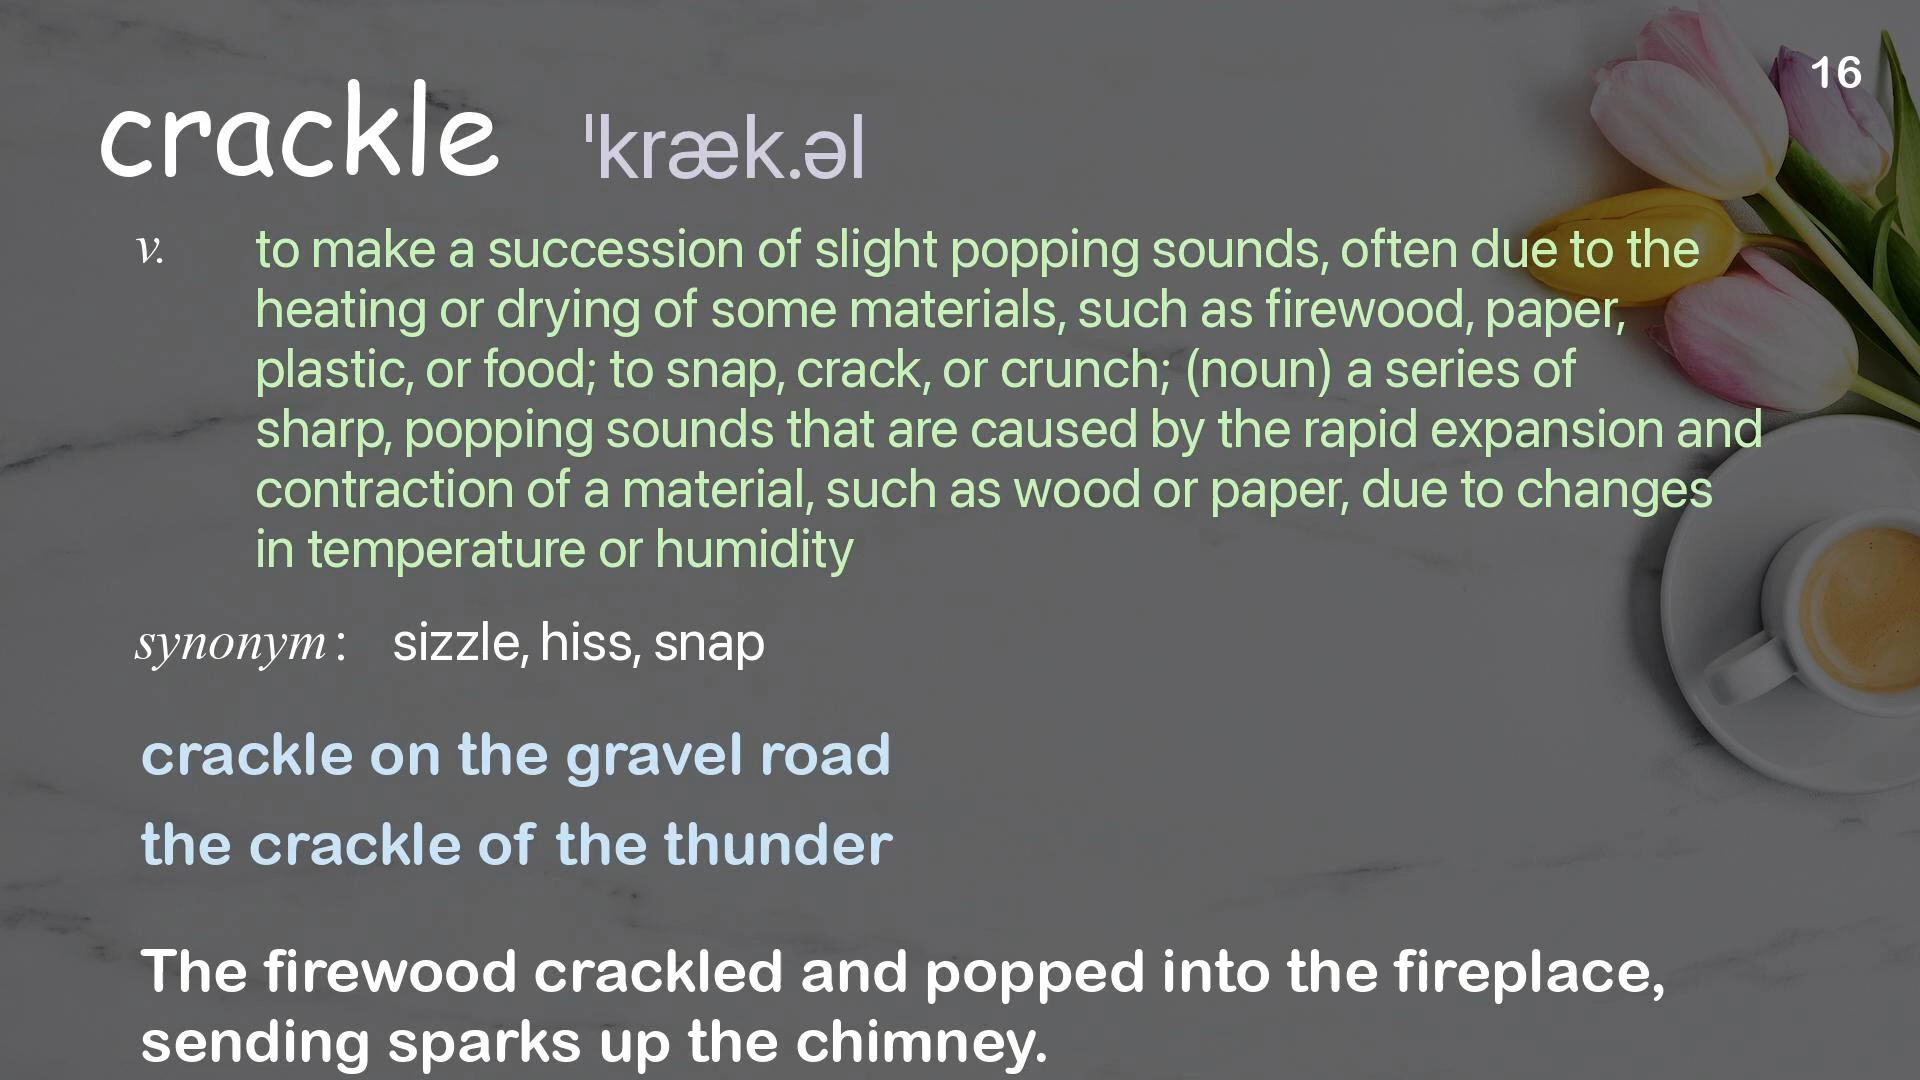 16
crackle ˈkræk.əl
v. to make a succession of slight popping sounds, often due to the
heating or drying of some materials, such as firewood, paper,
plastic, or food; to snap, crack, or crunch; (noun) a series of
sharp, popping sounds that are caused by the rapid expansion and
contraction of a material, such as wood or paper, due to changes
in temperature or humidity
synonym: sizzle, hiss, snap
crackle on the gravel road
the crackle of the thunder
The firewood crackled and popped into the fireplace,
sending sparks up the chimney.